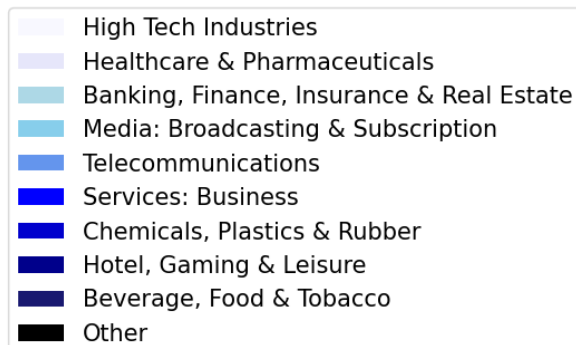 High Tech Industries
Healthcare & Pharmaceuticals
Banking, Finance, Insurance & Real Estate
Media: Broadcasting & Subscription
Telecommunications
Services: Business
Chemicals, Plastics & Rubber
Hotel, Gaming & Leisure
Beverage, Food & Tobacco
Other